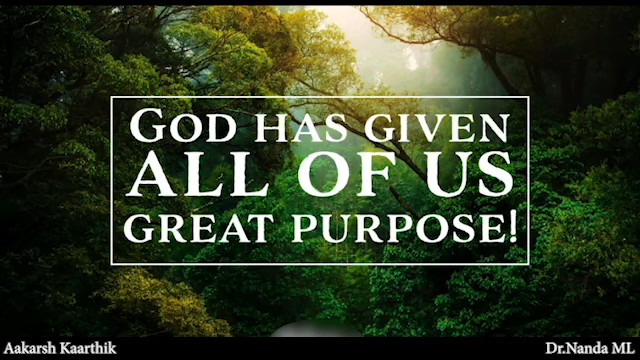 God has given
all of us
great purpose!
Aakarsh Kaarthik
Dr.Nanda ML